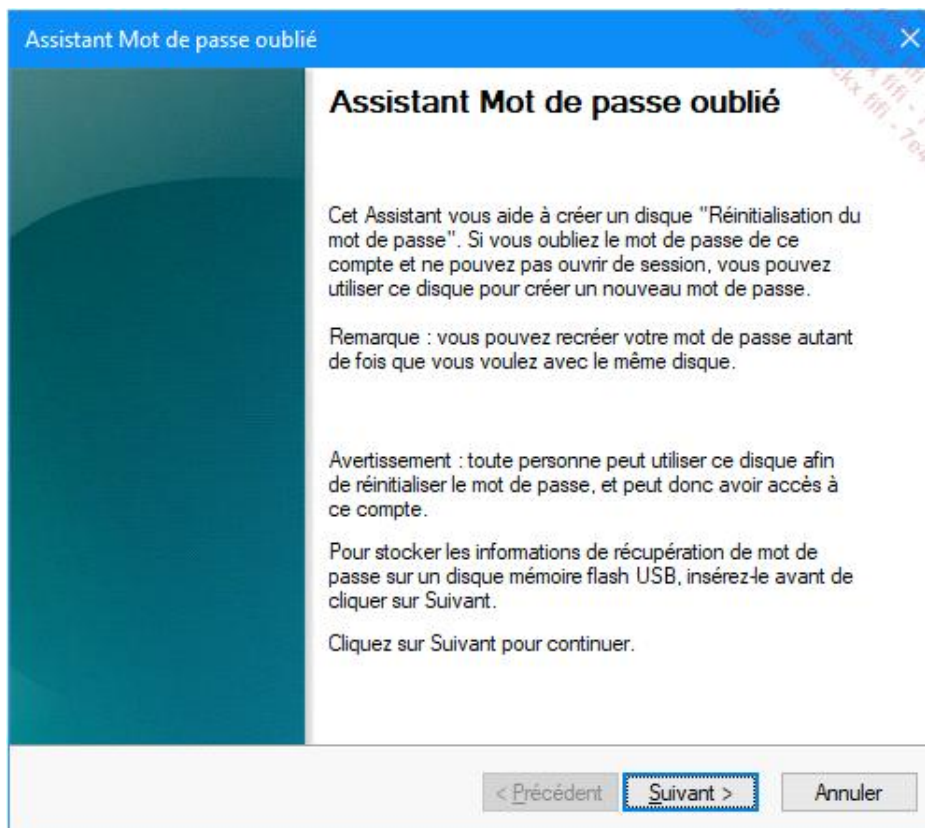 Assistant Mot de passe oublié
Assistant Mot de passe oublié
Cet Assistant vous aide à créer un disque "Réinitialisation du
mot de passe". Si vous oubliez le mot de passe de ce
compte et ne pouvez pas ouvrir de session, vous pouvez
utiliser ce disque pour créer un nouveau mot de passe.
Remarque : vous pouvez recréer votre mot de passe autant
de fois que vous voulez avec le même disque.
Avertissement : toute personne peut utiliser ce disque afin
de réinitialiser le mot de passe, et peut donc avoir accès à
ce compte.
Pour stocker les informations de récupération de mot de
passe sur un disque mémoire flash USB, insérez-le avant de
cliquer sur Suivant.
Cliquez sur Suivant pour continuer.
< Précédent
Suivant >
Annuler